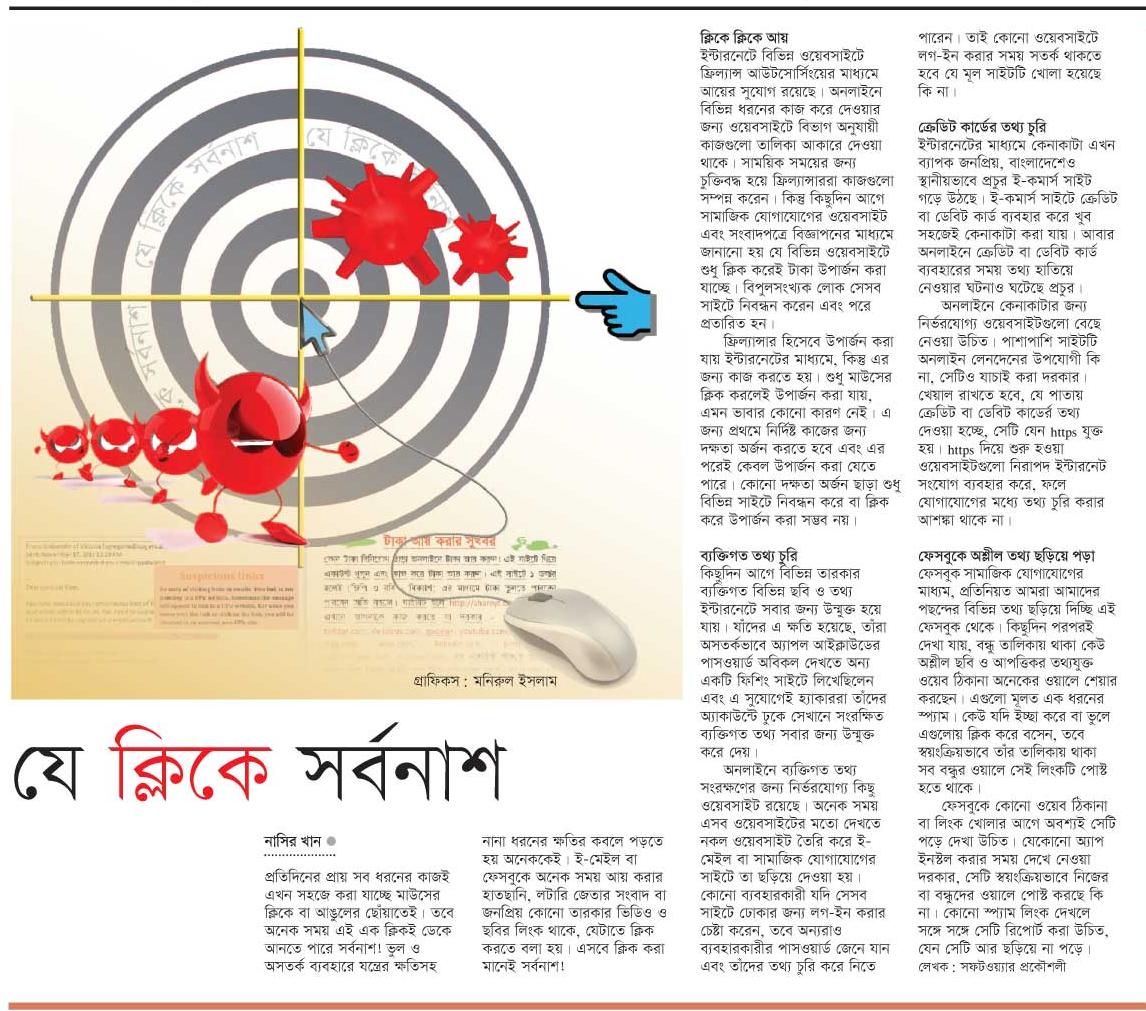 যে ক্লিকে সর্বনাশ
যে ক্লিকে সর্বনাশ
Suspicious links
টাকা আয় করার সুখবর
গ্রাফিকস : মনিরুল ইসলাম
যে ক্লিকে সর্বনাশ
নাসির খান
প্রতিদিনের প্রায় সব ধরনের কাজই
এখন সহজে করা যাচ্ছে মাউসের
ক্লিকে বা আঙুলের ছোঁয়াতেই। তবে
অনেক সময় এই এক ক্লিকই ডেকে
আনতে পারে সর্বনাশ! ভুল ও
অসতর্ক ব্যবহারে যন্ত্রের ক্ষতিসহ
নানা ধরনের ক্ষতির কবলে পড়তে
হয় অনেককেই। ই-মেইল বা
ফেসবুকে অনেক সময় আয় করার
হাতছানি, লটারি জেতার সংবাদ বা
জনপ্রিয় কোনো তারকার ভিডিও ও
ছবির লিংক থাকে, যেটাতে ক্লিক
করতে বলা হয়। এসবে ক্লিক করা
মানেই সর্বনাশ!
ক্লিকে ক্লিকে আয়
ইন্টারনেটে বিভিন্ন ওয়েবসাইটে
ফ্রিল্যান্স আউটসোর্সিংয়ের মাধ্যমে
আয়ের সুযোগ রয়েছে। অনলাইনে
বিভিন্ন ধরনের কাজ করে দেওয়ার
জন্য ওয়েবসাইটে বিভাগ অনুযায়ী
কাজগুলো তালিকা আকারে দেওয়া
থাকে। সাময়িক সময়ের জন্য
চুক্তিবদ্ধ হয়ে ফ্রিল্যান্সাররা কাজগুলো
সম্পন্ন করেন। কিন্তু কিছুদিন আগে
সামাজিক যোগাযোগের ওয়েবসাইট
এবং সংবাদপত্রে বিজ্ঞাপনের মাধ্যমে
জানানো হয় যে বিভিন্ন ওয়েবসাইটে
শুধু ক্লিক করেই টাকা উপার্জন করা
যাচ্ছে। বিপুলসংখ্যক লোক সেসব
সাইটে নিবন্ধন করেন এবং পরে
প্রতারিত হন।
ফ্রিল্যান্সার হিসেবে উপার্জন করা
যায় ইন্টারনেটের মাধ্যমে, কিন্তু এর
জন্য কাজ করতে হয়। শুধু মাউসের
ক্লিক করলেই উপার্জন করা যায়,
এমন ভাবার কোনো কারণ নেই। এ
জন্য প্রথমে নির্দিষ্ট কাজের জন্য
দক্ষতা অর্জন করতে হবে এবং এর
পরেই কেবল উপার্জন করা যেতে
পারে। কোনো দক্ষতা অর্জন ছাড়া শুধু
বিভিন্ন সাইটে নিবন্ধন করে বা ক্লিক
করে উপার্জন করা সম্ভব নয়।
ব্যক্তিগত তথ্য চুরি
কিছুদিন আগে বিভিন্ন তারকার
ব্যক্তিগত বিভিন্ন ছবি ও তথ্য
ইন্টারনেটে সবার জন্য উন্মুক্ত হয়ে
যায়। যাঁদের এ ক্ষতি হয়েছে, তাঁরা
অসতর্কভাবে অ্যাপল আইক্লাউডের
পাসওয়ার্ড অবিকল দেখতে অন্য
একটি ফিশিং সাইটে লিখেছিলেন
এবং এ সুযোগেই হ্যাকাররা তাঁদের
অ্যাকাউন্টে ঢুকে সেখানে সংরক্ষিত
ব্যক্তিগত তথ্য সবার জন্য উন্মুক্ত
করে দেয়।
অনলাইনে ব্যক্তিগত তথ্য
সংরক্ষণের জন্য নির্ভরযোগ্য কিছু
ওয়েবসাইট রয়েছে। অনেক সময়
এসব ওয়েবসাইটের মতো দেখতে
নকল ওয়েবসাইট তৈরি করে ই-
মেইল বা সামাজিক যোগাযোগের
সাইটে তা ছড়িয়ে দেওয়া হয়।
কোনো ব্যবহারকারী যদি সেসব
সাইটে ঢোকার জন্য লগ-ইন করার
চেষ্টা করেন, তবে অন্যরাও
ব্যবহারকারীর পাসওয়ার্ড জেনে যান
এবং তাঁদের তথ্য চুরি করে নিতে
পারেন। তাই কোনো ওয়েবসাইটে
লগ-ইন করার সময় সতর্ক থাকতে
হবে যে মূল সাইটটি খোলা হয়েছে
কি না।
ক্রেডিট কার্ডের তথ্য চুরি
ইন্টারনেটের মাধ্যমে কেনাকাটা এখন
ব্যাপক জনপ্রিয়, বাংলাদেশেও
স্থানীয়ভাবে প্রচুর ই-কমার্স সাইট
গড়ে উঠছে। ই-কমার্স সাইটে ক্রেডিট
বা ডেবিট কার্ড ব্যবহার করে খুব
সহজেই কেনাকাটা করা যায়। আবার
অনলাইনে ক্রেডিট বা ডেবিট কার্ড
ব্যবহারের সময় তথ্য হাতিয়ে
নেওয়ার ঘটনাও ঘটেছে প্রচুর।
অনলাইনে কেনাকাটার জন্য
নির্ভরযোগ্য ওয়েবসাইটগুলো বেছে
নেওয়া উচিত। পাশাপাশি সাইটটি
অনলাইন লেনদেনের উপযোগী কি
না, সেটিও যাচাই করা দরকার।
খেয়াল রাখতে হবে, যে পাতায়
ক্রেডিট বা ডেবিট কাডের্র তথ্য
দেওয়া হচ্ছে, সেটি যেন https যুক্ত
হয়। https দিয়ে শুরু হওয়া
ওয়েবসাইটগুলো নিরাপদ ইন্টারনেট
সংযোগ ব্যবহার করে, ফলে
যোগাযোগের মধ্যে তথ্য চুরি করার
আশঙ্কা থাকে না।
ফেসবুকে অশ্লীল তথ্য ছড়িয়ে পড়া
ফেসবুক সামাজিক যোগাযোগের
মাধ্যম, প্রতিনিয়ত আমরা আমাদের
পছন্দের বিভিন্ন তথ্য ছড়িয়ে দিচ্ছি এই
ফেসবুক থেকে। কিছুদিন পরপরই
দেখা যায়, বন্ধু তালিকায় থাকা কেউ
অশ্লীল ছবি ও আপত্তিকর তথ্যযুক্ত
ওয়েব ঠিকানা অনেকের ওয়ালে শেয়ার
করছেন। এগুলো মূলত এক ধরনের
স্প্যাম। কেউ যদি ইচ্ছা করে বা ভুলে
এগুলোয় ক্লিক করে বসেন, তবে
স্বয়ংক্রিয়ভাবে তাঁর তালিকায় থাকা
সব বন্ধুর ওয়ালে সেই লিংকটি পোস্ট
হতে থাকে।
ফেসবুকে কোনো ওয়েব ঠিকানা
বা লিংক খোলার আগে অবশ্যই সেটি
পড়ে দেখা উচিত। যেকোনো অ্যাপ
ইনস্টল করার সময় দেখে নেওয়া
দরকার, সেটি স্বয়ংক্রিয়ভাবে নিজের
বা বন্ধুদের ওয়ালে পোস্ট করছে কি
না। কোনো স্প্যাম লিংক দেখলে
সঙ্গে সঙ্গে সেটি রিপোর্ট করা উচিত,
যেন সেটি আর ছড়িয়ে না পড়ে।
লেখক : সফটওয়্যার প্রকৌশলী